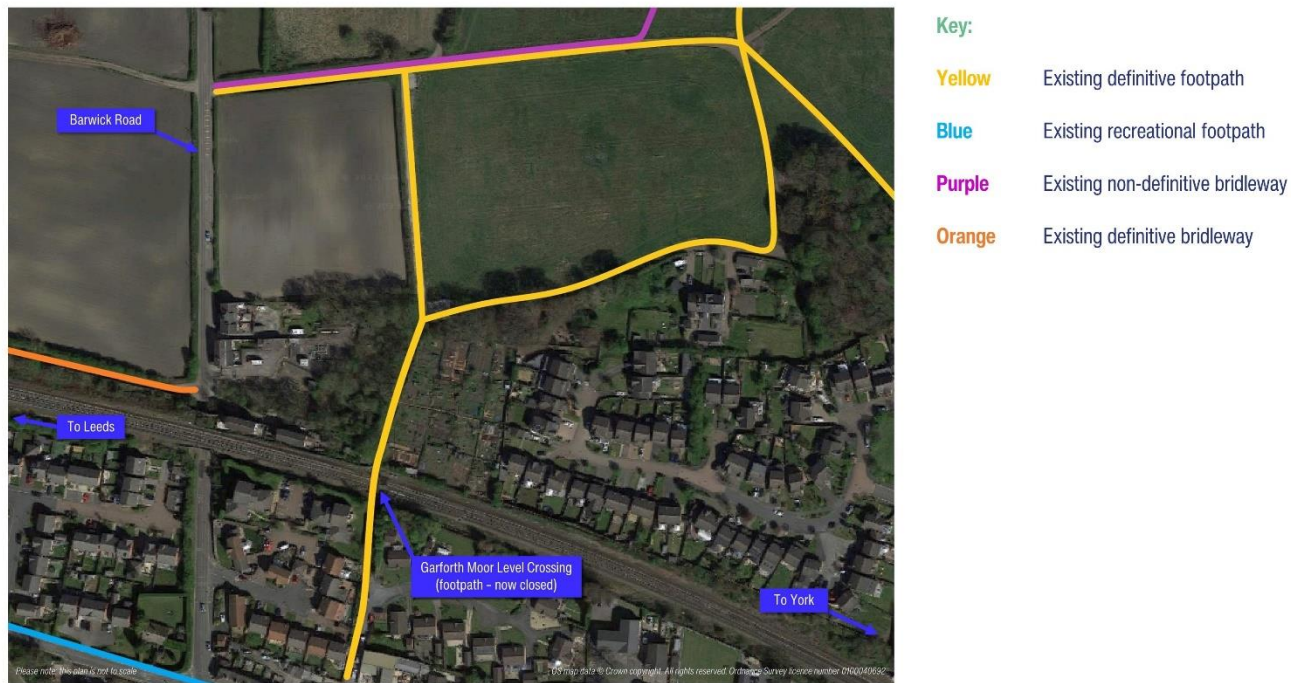 Key:
Yellow Existing definitive footpath
Blue Existing recreational footpath
Purple Existing non-definitive bridleway
Orange Existing definitive bridleway
Barwick Road
To Leeds
Garforth Moor Level Crossing
(footpath - now closed)
To York
Please note: this plan is not to scale
OS map data © Crown copyright. All rights reserved. Ordnance Survey licence number 0100040692